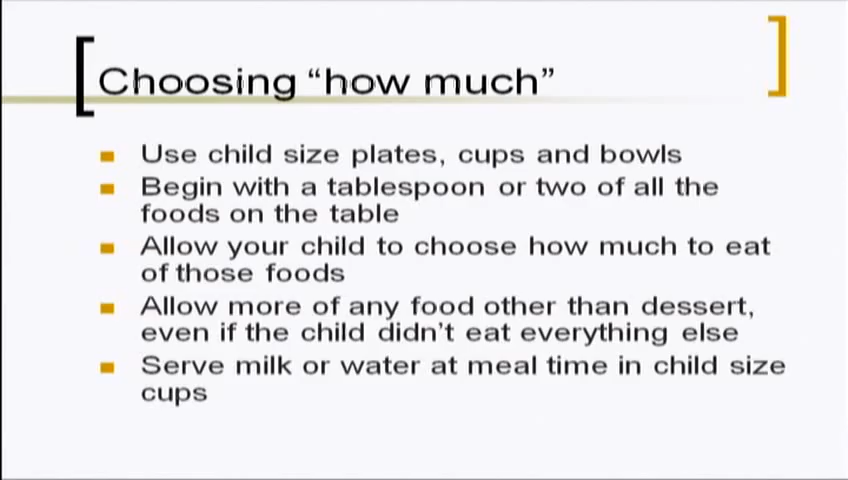 Choosing “how much”
Use child size plates, cups and bowls
Begin with a tablespoon or two of all the
foods on the table
Allow your child to choose how much to eat
of those foods
Allow more of any food other than dessert,
even if the child didn’t eat everything else
Serve milk or water at meal time in child size
cups